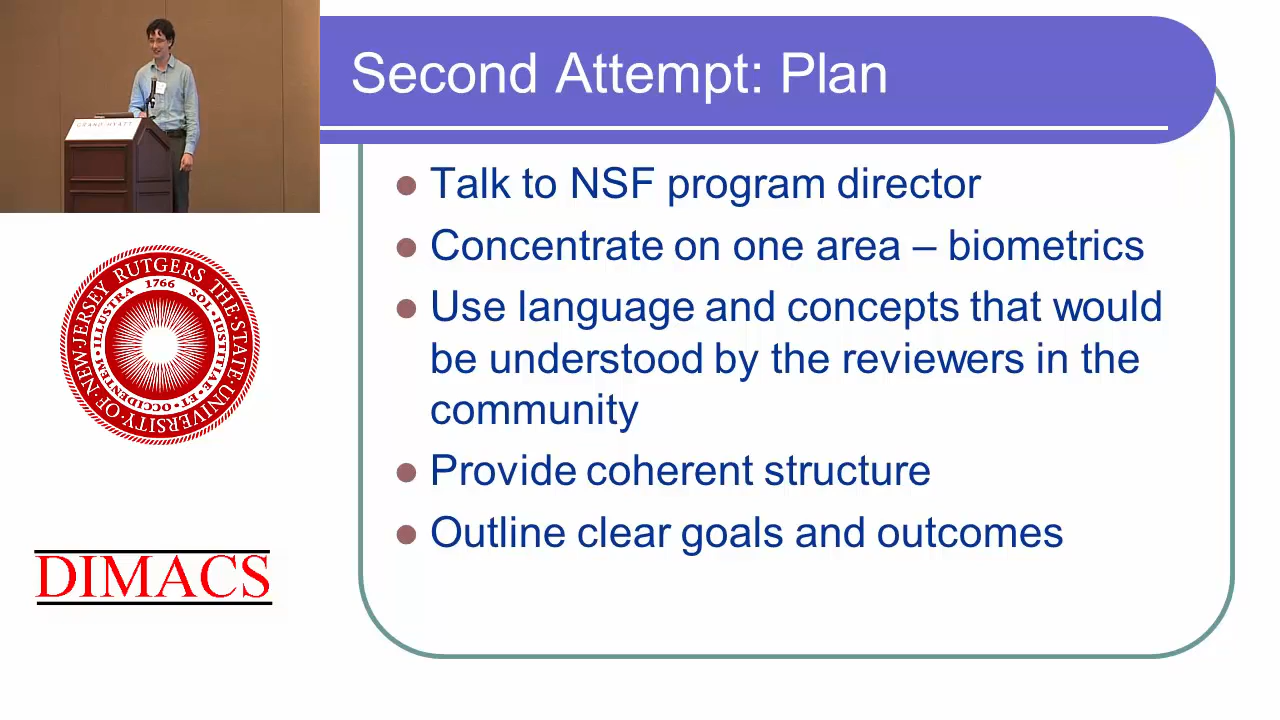 Second Attempt: Plan
GRAND HYATT
Talk to NSF program director
Concentrate on one area – biometrics
Use language and concepts that would
be understood by the reviewers in the
community
Provide coherent structure
Outline clear goals and outcomes
RUTGERS THE STATE UNIVERSITY OF NEW JERSEY
1766
SOL IUSTITIAE ET OCCIDENTEM ILLUSTRA
DIMACS